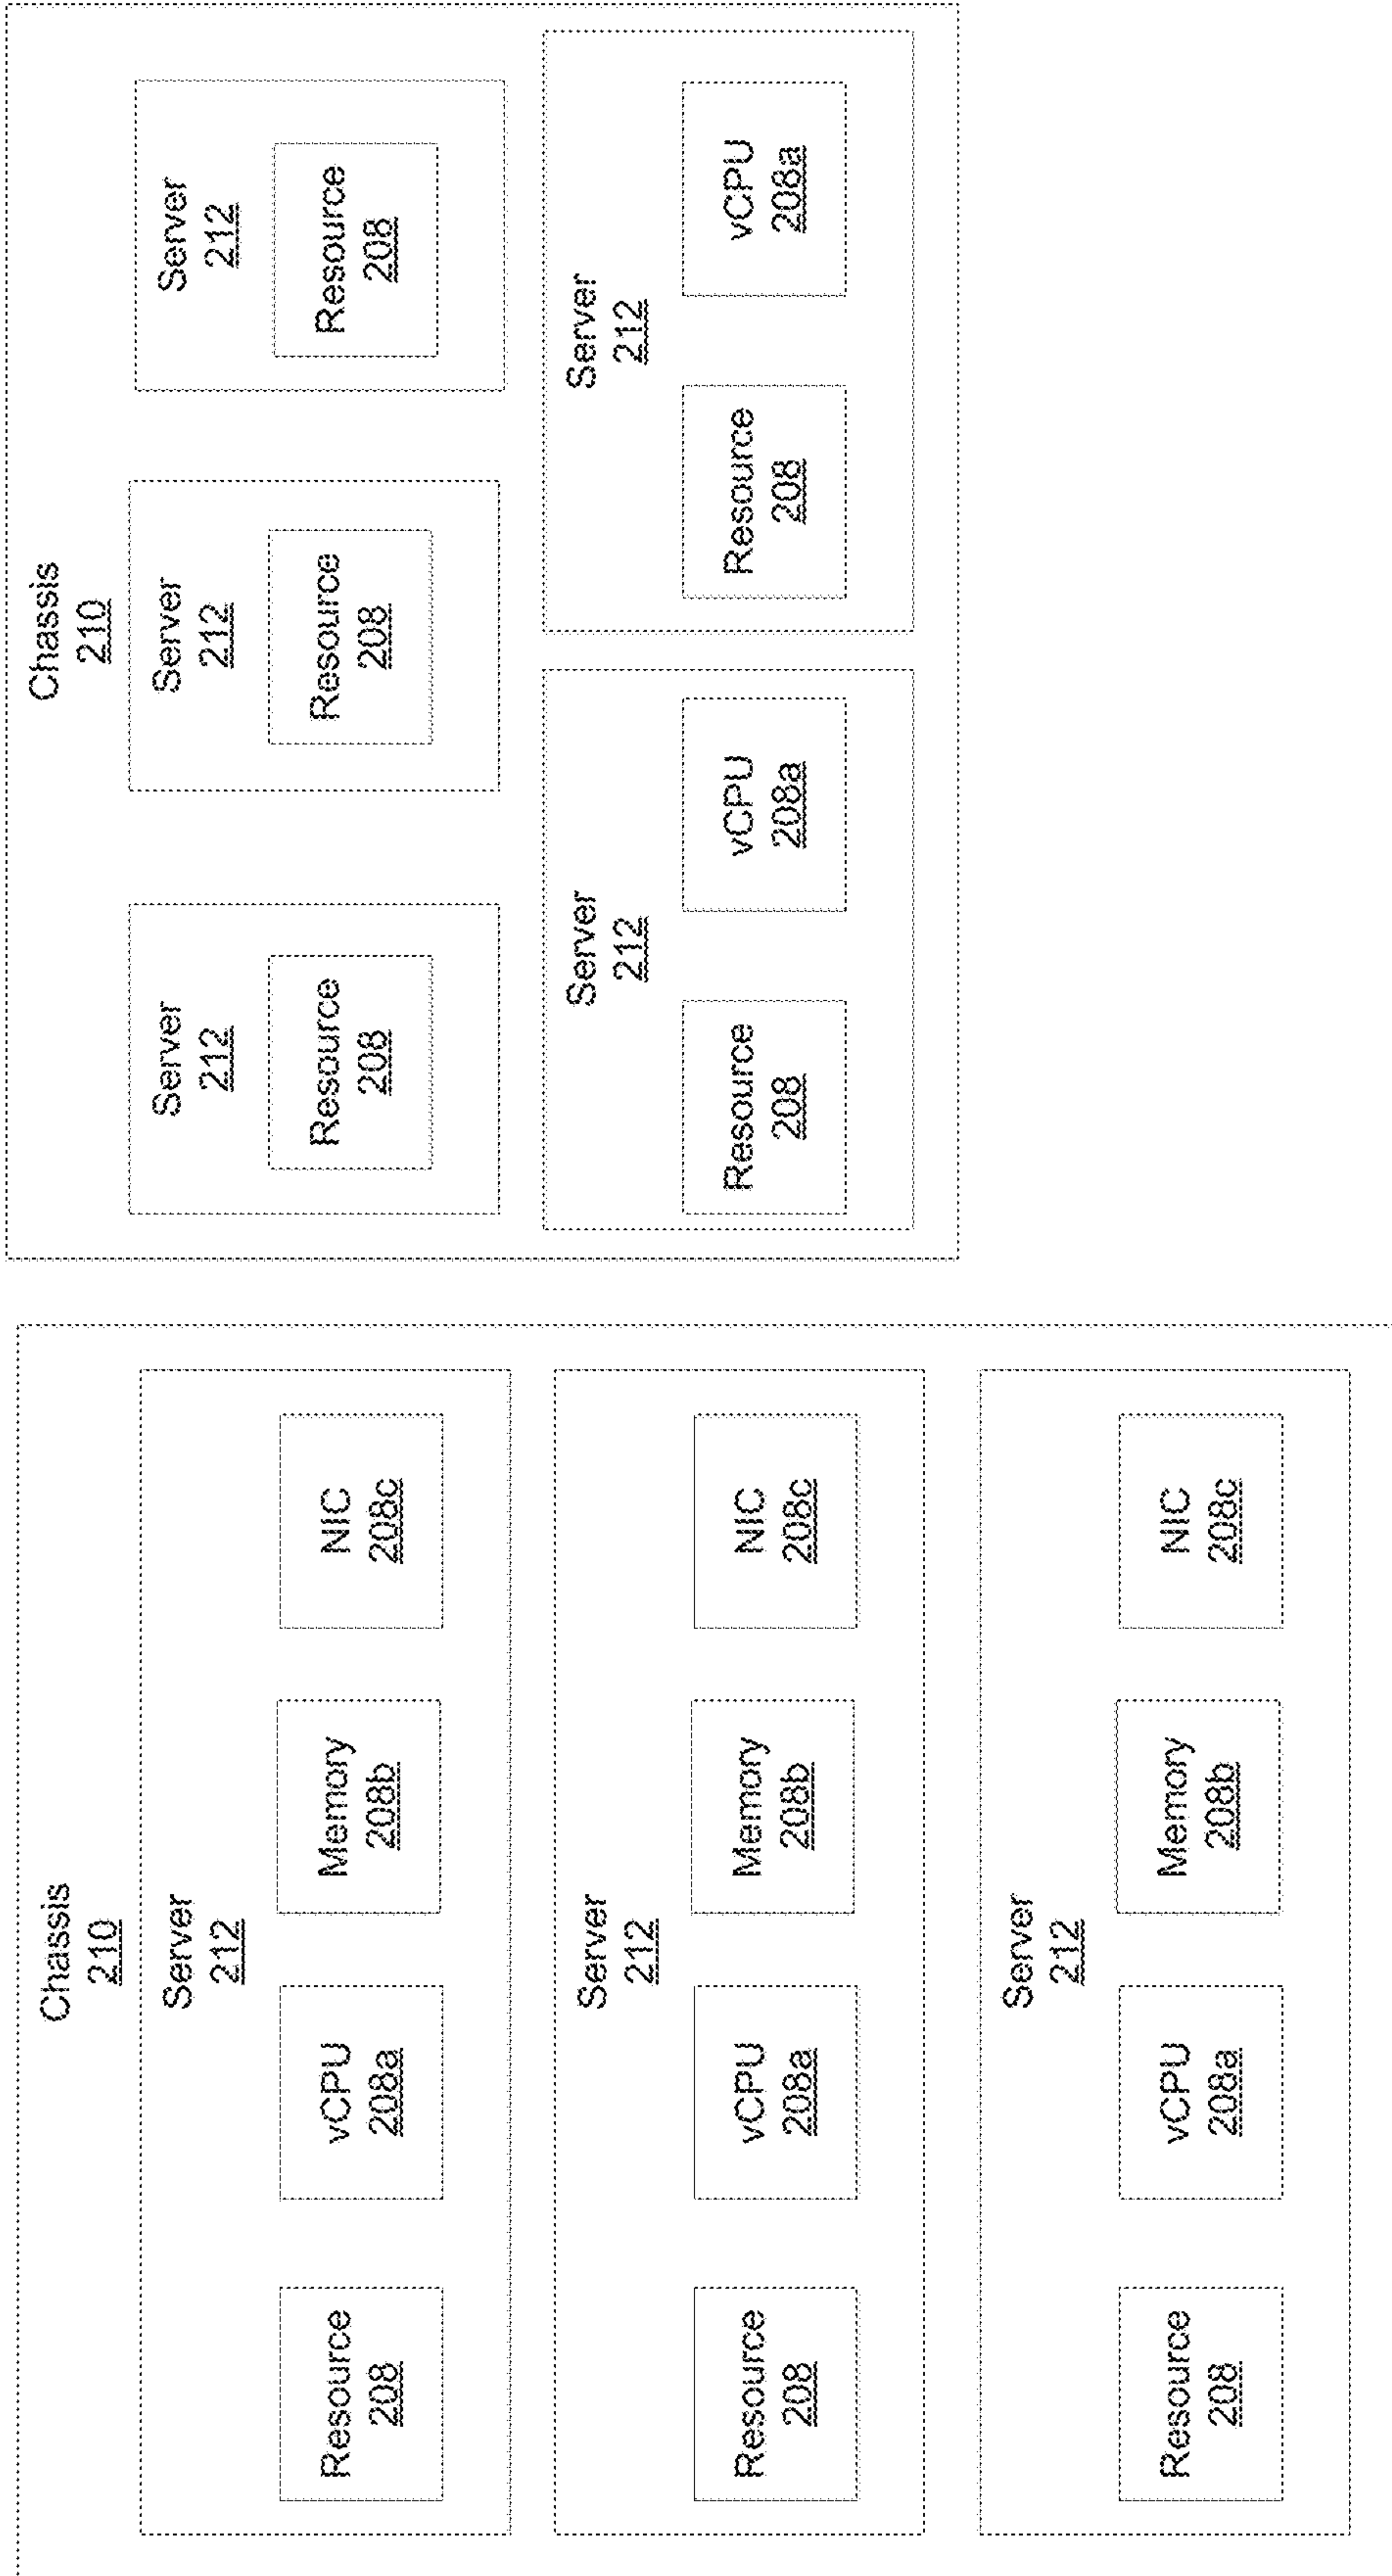 Chassis
210
Server
212
Resource
208
vCPU
208a
Memory
208b
NIC
208c
Server
212
Resource
208
vCPU
208a
Memory
208b
NIC
208c
Server
212
Resource
208
vCPU
208a
Memory
208b
NIC
208c
Chassis
210
Server
212
Resource
208
Server
212
Resource
208
Server
212
Resource
208
Server
212
Resource
208
vCPU
208a
Server
212
Resource
208
vCPU
208a